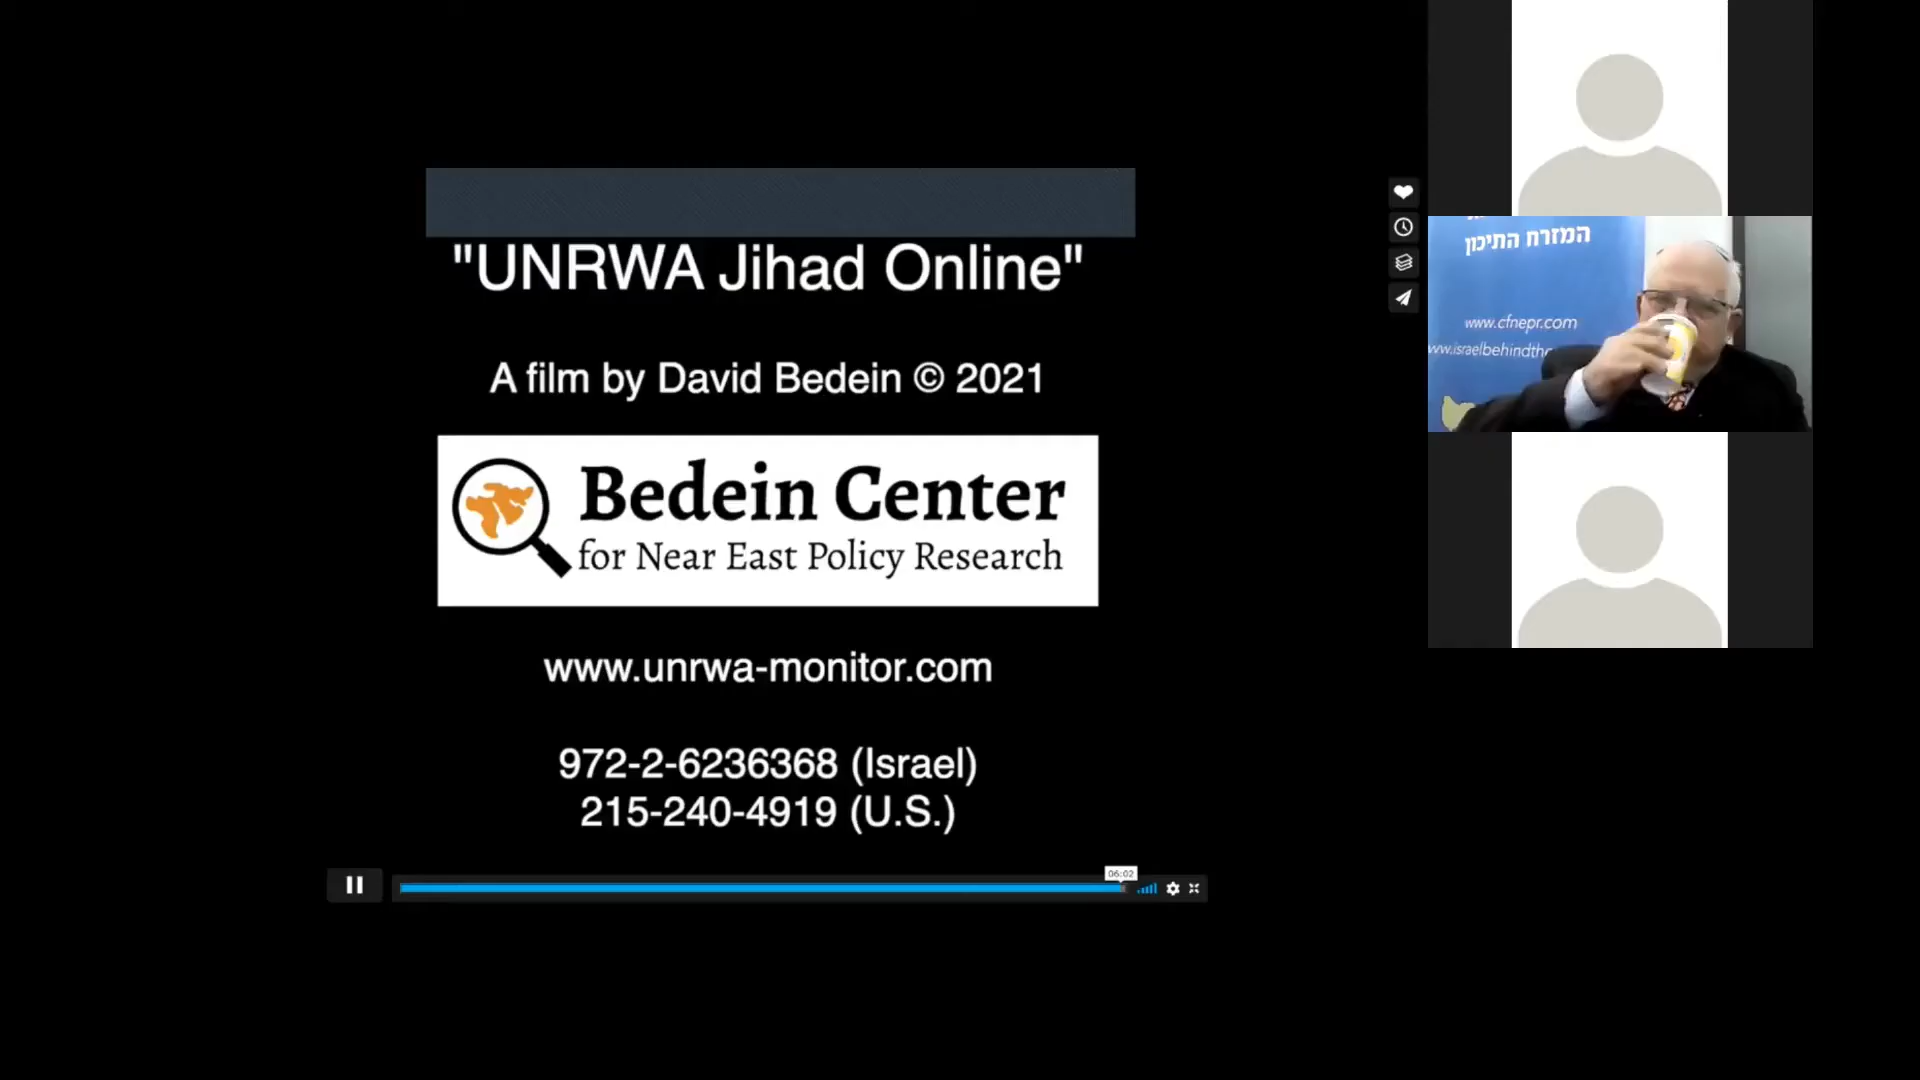 "UNRWA Jihad Online"
A film by David Bedein © 2021
Bedein Center
for Near East Policy Research
www.unrwa-monitor.com
972-2-6236368 (Israel)
215-240-4919 (U.S.)
06:02
המזרח התיכון
www.cfnepr.com